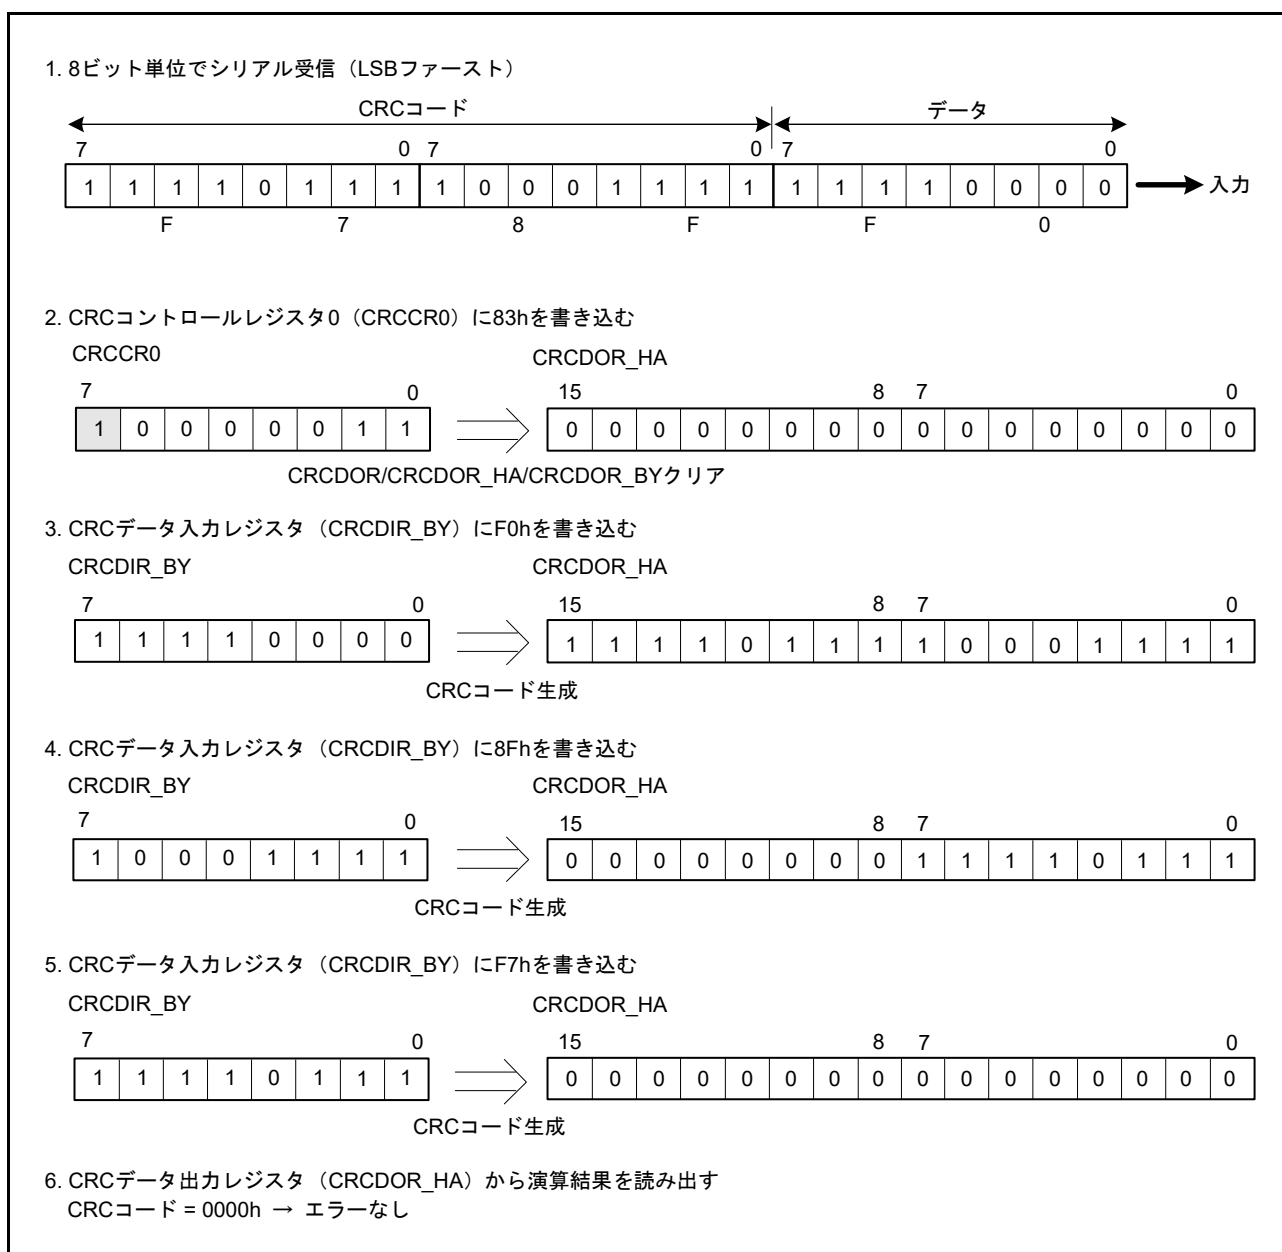 1. 8ビット単位でシリアル受信（LSBファースト）
CRCコード データ
7 0 7 0 7 0
1 1 1 1 0 1 1 1 1 0 0 0 1 1 1 1 1 1 1 1 0 0 0 0 入力
F 7 8 F F 0
2. CRCコントロールレジスタ0（CRCCR0）に83hを書き込む
CRCCR0 CRCDOR_HA
7 0 15 8 7 0
1 0 0 0 0 0 1 1 0 0 0 0 0 0 0 0 0 0 0 0 0 0 0 0
CRCDOR/CRCDOR_HA/CRCDOR_BYクリア
3. CRCデータ入力レジスタ（CRCDIR_BY）にF0hを書き込む
CRCDIR_BY CRCDOR_HA
7 0 15 8 7 0
1 1 1 1 0 0 0 0 1 1 1 1 0 1 1 1 1 0 0 0 1 1 1 1
CRCコード生成
4. CRCデータ入力レジスタ（CRCDIR_BY）に8Fhを書き込む
CRCDIR_BY CRCDOR_HA
7 0 15 8 7 0
1 0 0 0 1 1 1 1 0 0 0 0 0 0 0 0 1 1 1 1 0 1 1 1
CRCコード生成
5. CRCデータ入力レジスタ（CRCDIR_BY）にF7hを書き込む
CRCDIR_BY CRCDOR_HA
7 0 15 8 7 0
1 1 1 1 0 1 1 1 0 0 0 0 0 0 0 0 0 0 0 0 0 0 0 0
CRCコード生成
6. CRCデータ出力レジスタ（CRCDOR_HA）から演算結果を読み出す
CRCコード = 0000h → エラーなし